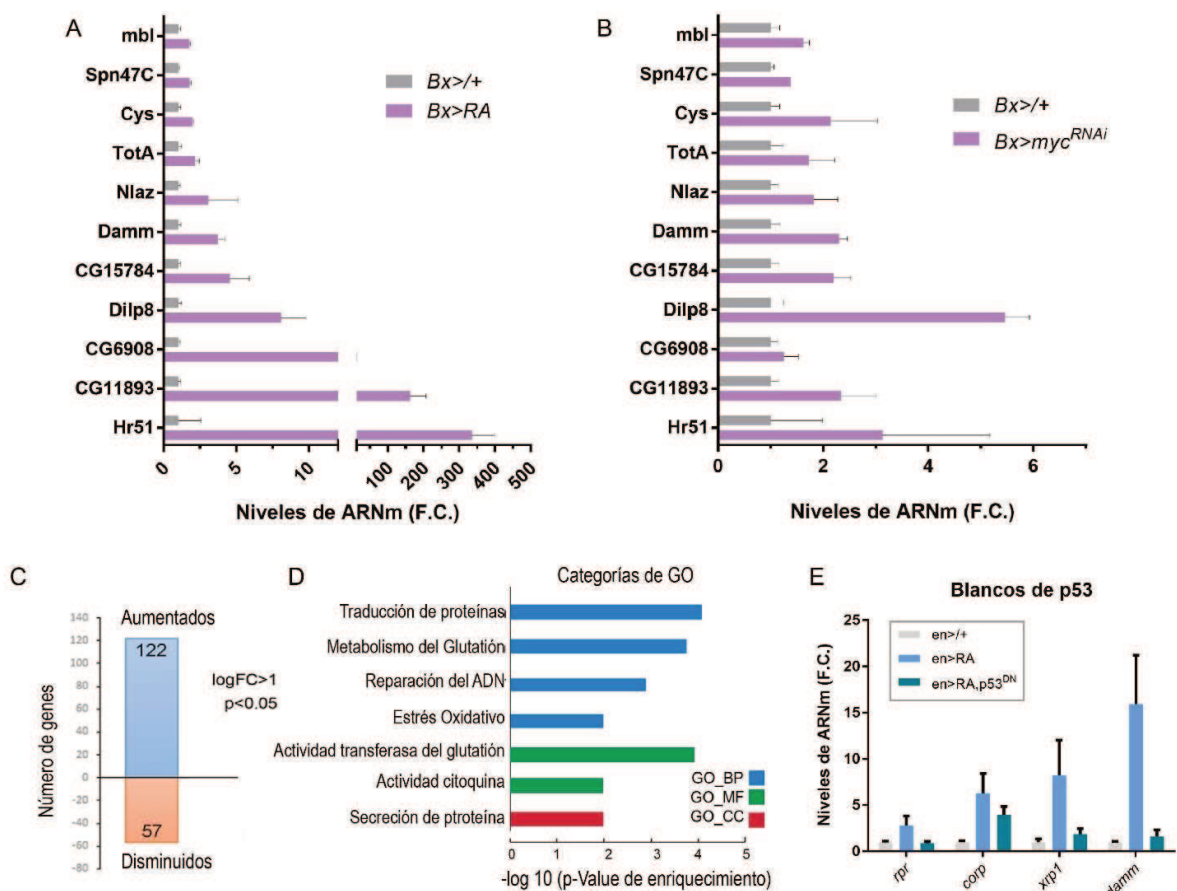 A
mbl
Spn47C
Cys
TotA
Nlaz
Damm
CG15784
Dilp8
CG6908
CG11893
Hr51
Bx>/+
Bx>RA
0 5 10 100 200 300 400 500
Niveles de ARNm (F.C.)
B
mbl
Spn47C
Cys
TotA
Nlaz
Damm
CG15784
Dilp8
CG6908
CG11893
Hr51
Bx>/+
Bx>myc^RNAi
0 2 4 6
Niveles de ARNm (F.C.)
C
Número de genes
140
120
100
80
60
40
20
0
-20
-40
-60
-80
Aumentados
122
logFC>1
p<0.05
57
Disminuidos
D
Categorías de GO
Traducción de proteínas
Metabolismo del Glutatión
Reparación del ADN
Estrés Oxidativo
Actividad transferasa del glutatión
Actividad citoquina
Secreción de ptroteína
GO_BP
GO_MF
GO_CC
0 1 2 3 4 5
-log 10 (p-Value de enriquecimiento)
E
Blancos de p53
Niveles de ARNm (F.C.)
25
20
15
10
5
0
en>/+
en>RA
en>RA,p53^DN
rpr corp xrp1